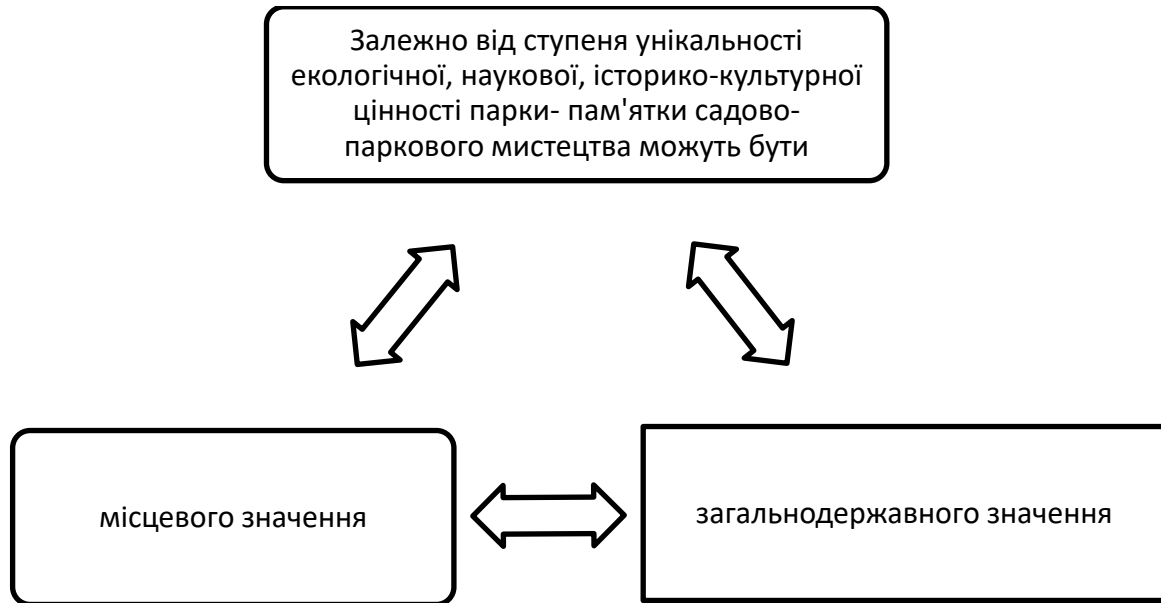 Залежно від ступеня унікальності
екологічної, наукової, історико-культурної
цінності парки- пам'ятки садово-
паркового мистецтва можуть бути
місцевого значення
загальнодержавного значення